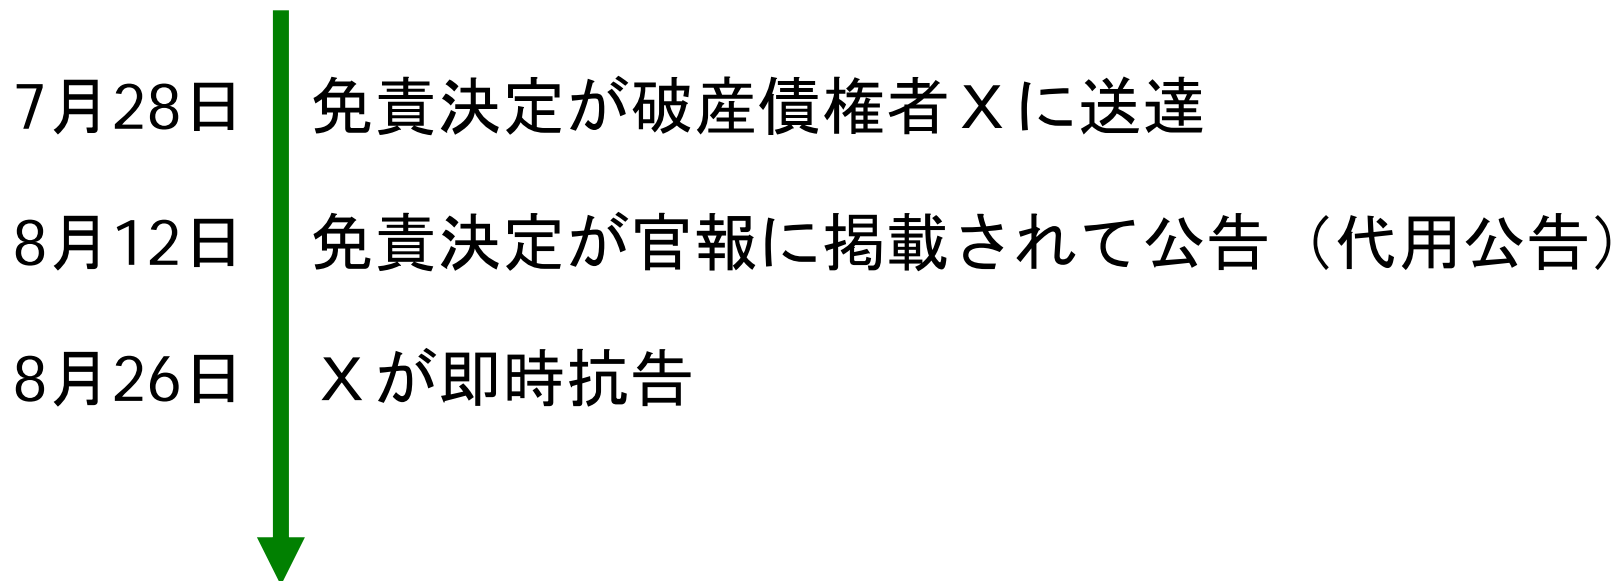 7月28日 免責決定が破産債権者Xに送達
8月12日 免責決定が官報に掲載されて公告（代用公告）
8月26日 Xが即時抗告